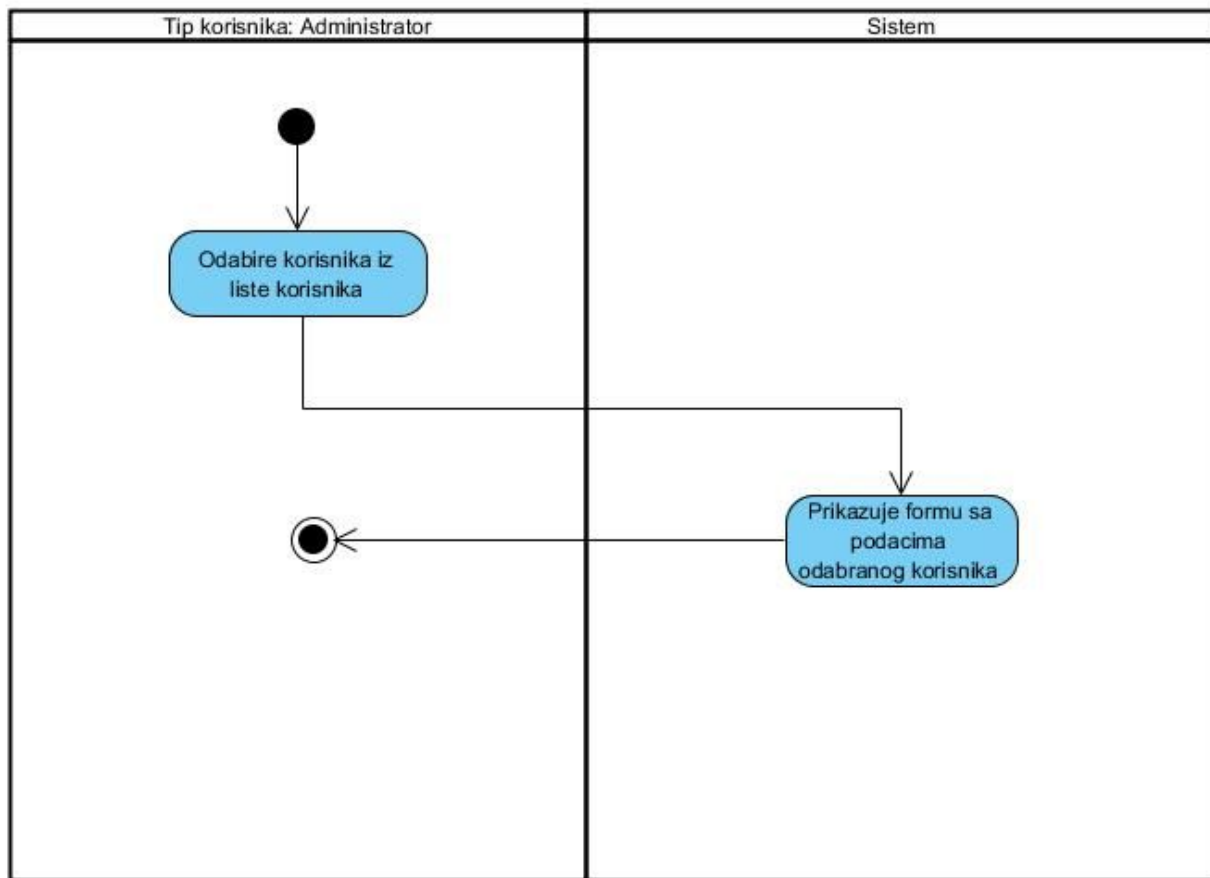 Tip korisnika: Administrator
Sistem
Odabire korisnika iz
liste korisnika
Prikazuje formu sa
podacima
odabranog korisnika